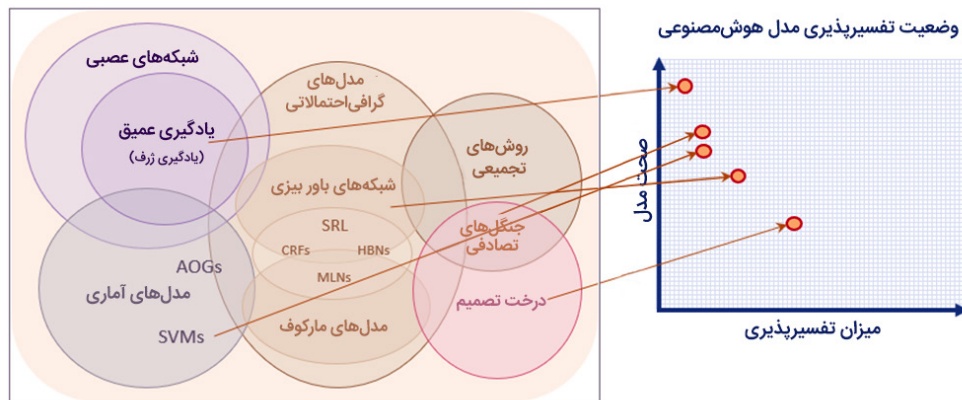 وضعیت تفسیرپذیری مدل هوش‌مصنوعی
شبکه‌های عصبی
یادگیری عمیق
(یادگیری ژرف)
مدل‌های
گرافی‌احتمالاتی
روش‌های
تجمیعی
شبکه‌های باور بیزی
SRL
CRFs
HBNs
MLNs
مدل‌های مارکوف
جنگل‌های
تصادفی
درخت تصمیم
AOGs
مدل‌های آماری
SVMs
صحت مدل
میزان تفسیرپذیری